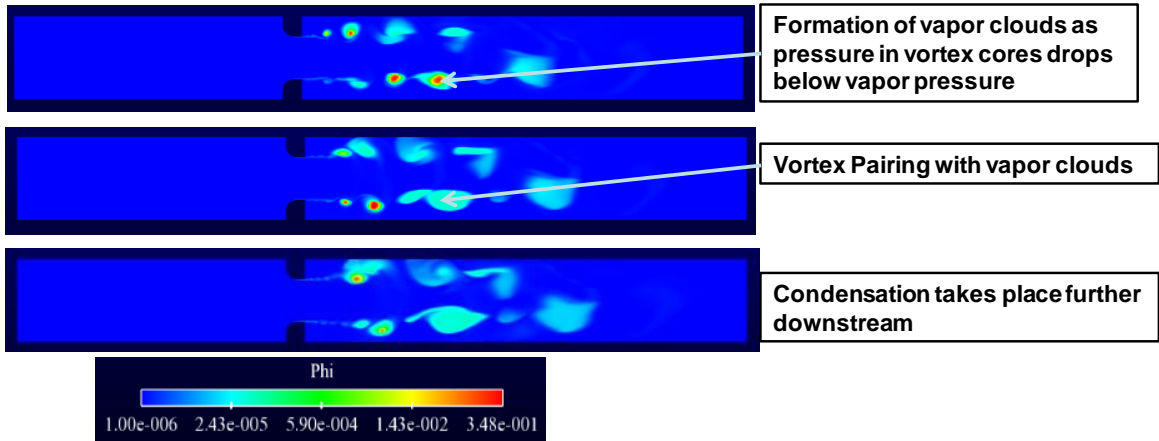 Formation of vapor clouds as
pressure in vortex cores drops
below vapor pressure
Vortex Pairing with vapor clouds
Condensation takes place further
downstream
Phi
1.00e-006 2.43e-005 5.90e-004 1.43e-002 3.48e-001